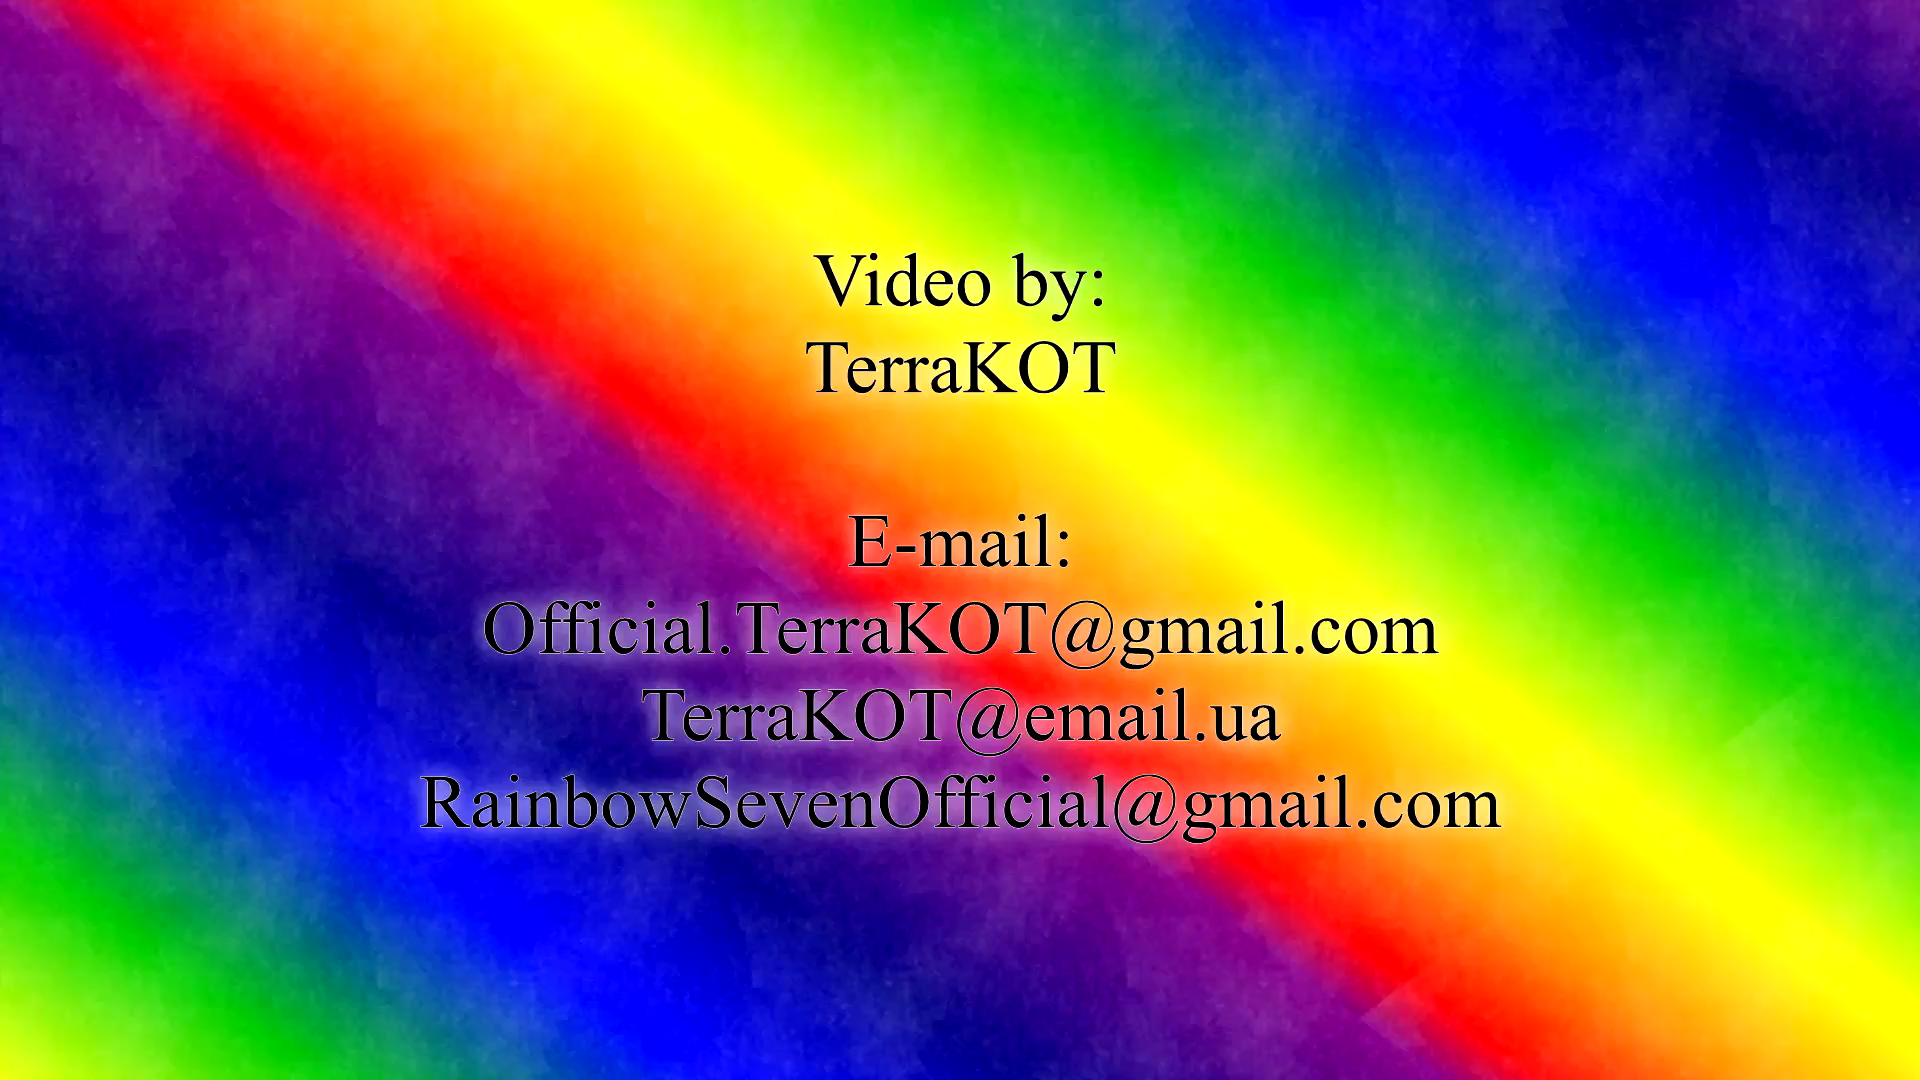 Video by:
TerraKOT
E-mail:
Official.TerraKOT@gmail.com
TerraKOT@email.ua
RainbowSevenOfficial@gmail.com